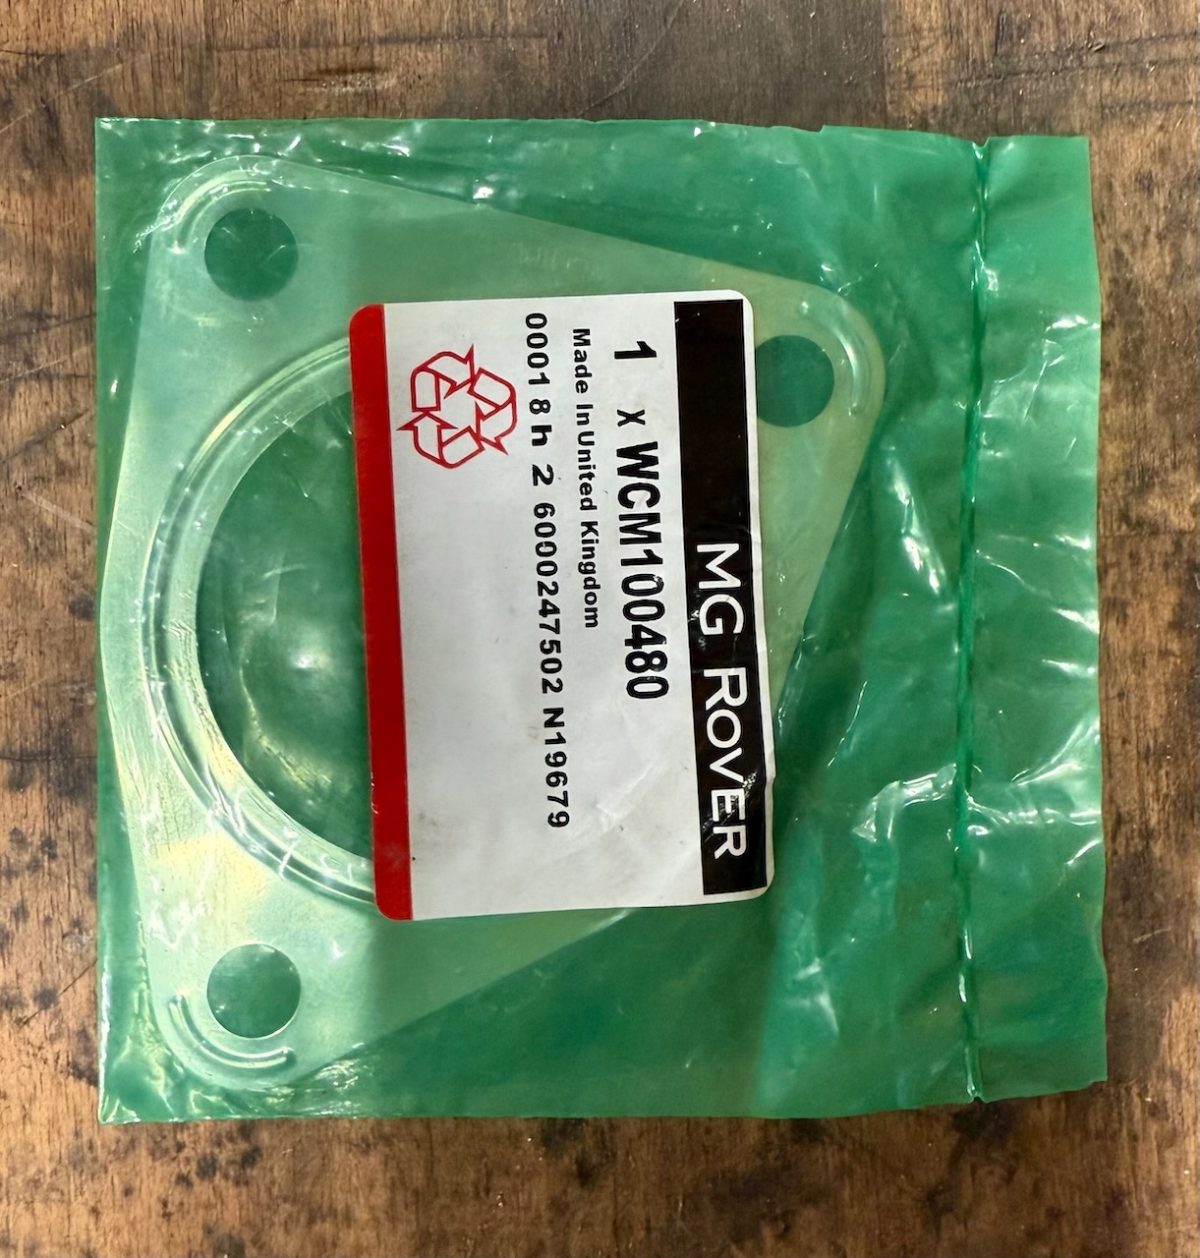 MG ROVER
1 x WCM100480
Made In United Kingdom
0001 8 h 2 6000247502 N19679